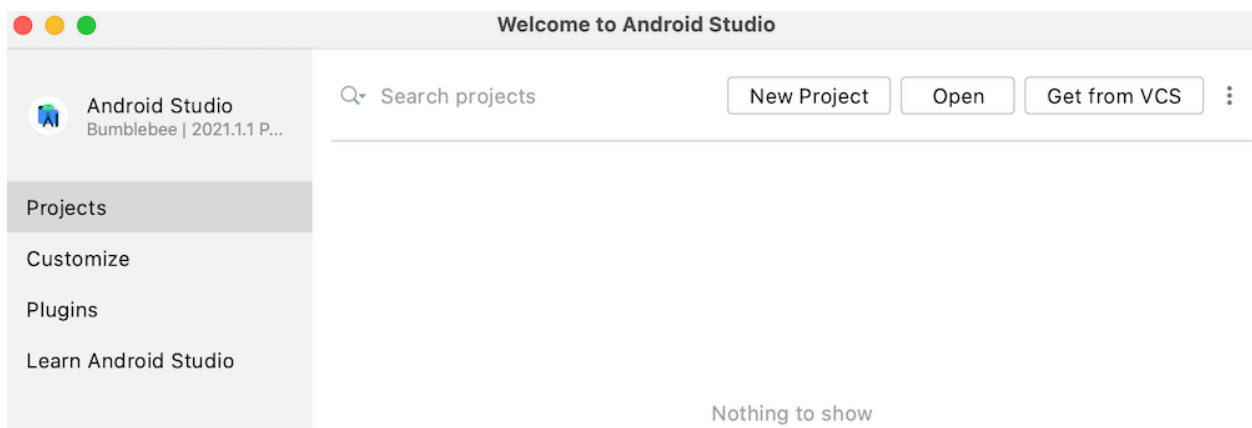 Welcome to Android Studio
Android Studio
Bumblebee | 2021.1.1 P...
Search projects
New Project
Open
Get from VCS
Projects
Customize
Plugins
Learn Android Studio
Nothing to show